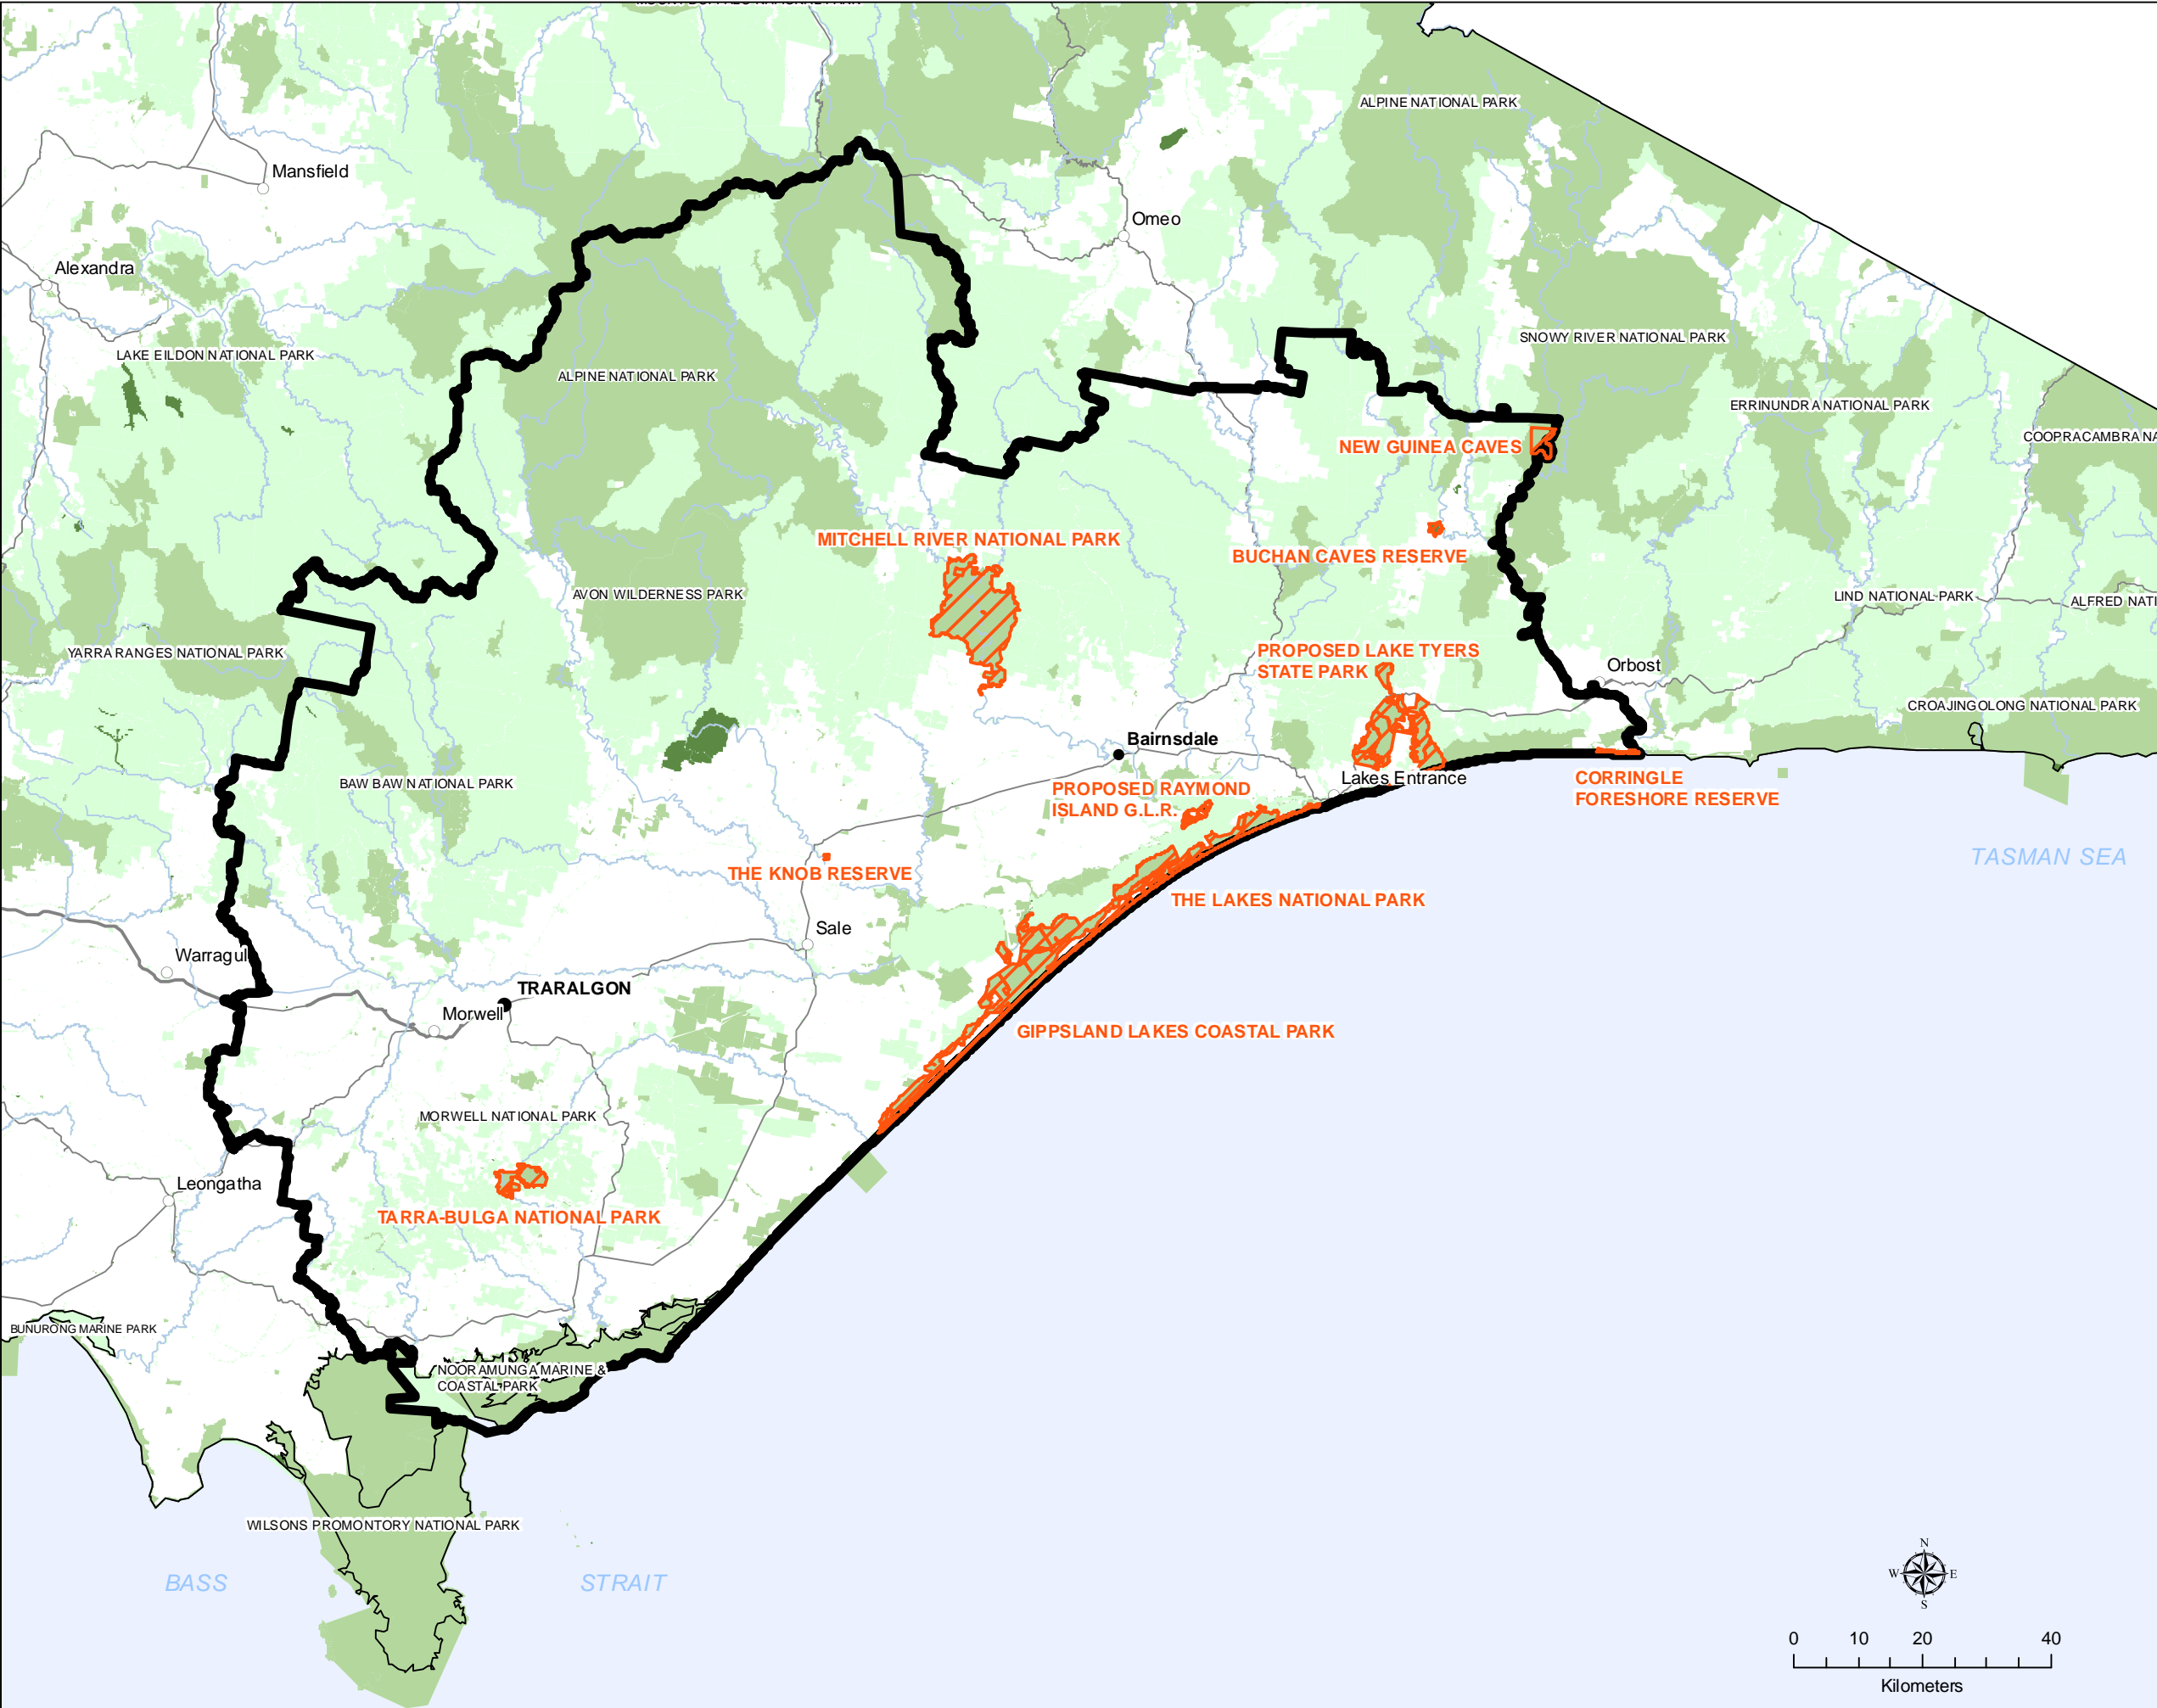 ALPINE NATIONAL PARK
Mansfield
Omeo
Alexandra
SNOWY RIVER NATIONAL PARK
LAKE EILDON NATIONAL PARK
ALPINE NATIONAL PARK
ERRINUNDRA NATIONAL PARK
COOPRACAMBRA NA
NEW GUINEA CAVES
MITCHELL RIVER NATIONAL PARK
BUCHAN CAVES RESERVE
AVON WILDERNESS PARK
LIND NATIONAL PARK
ALFRED NATI
YARRA RANGES NATIONAL PARK
PROPOSED LAKE TYERS
STATE PARK
Orbost
CROAJINGOLONG NATIONAL PARK
Bairnsdale
BAW BAW NATIONAL PARK
Lakes Entrance
CORRINGLE
FORESHORE RESERVE
PROPOSED RAYMOND
ISLAND G.L.R.
TASMAN SEA
THE KNOB RESERVE
THE LAKES NATIONAL PARK
Sale
Warragul
TRARALGON
Morwell
GIPPSLAND LAKES COASTAL PARK
MORWELL NATIONAL PARK
Leongatha
TARRA-BULGA NATIONAL PARK
BUNURONG MARINE PARK
NOORAMUNGA MARINE &
COASTAL PARK
WILSONS PROMONTORY NATIONAL PARK
BASS STRAIT
N
W E
S
0 10 20 40
Kilometers